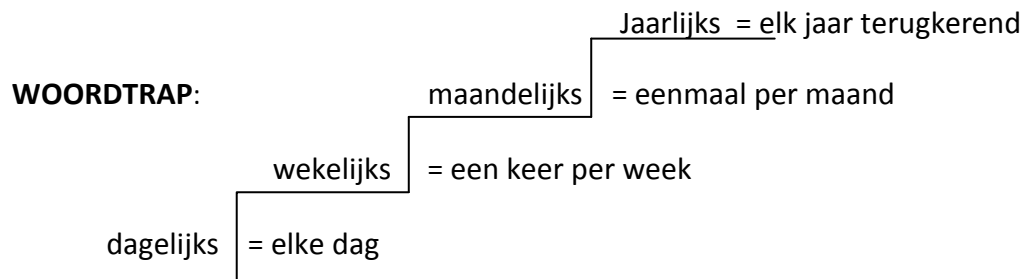 Jaarlijks = elk jaar terugkerend
WOORDTRAP: maandelijks = eenmaal per maand
wekelijks = een keer per week
dagelijks = elke dag